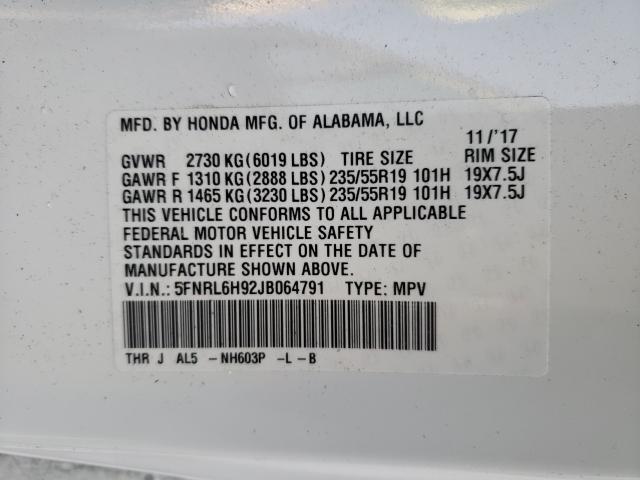 MFD. BY HONDA MFG. OF ALABAMA, LLC
11/'17
GVWR 2730 KG (6019 LBS) TIRE SIZE RIM SIZE
GAWR F 1310 KG (2888 LBS) 235/55R19 101H 19X7.5J
GAWR R 1465 KG (3230 LBS) 235/55R19 101H 19X7.5J
THIS VEHICLE CONFORMS TO ALL APPLICABLE
FEDERAL MOTOR VEHICLE SAFETY
STANDARDS IN EFFECT ON THE DATE OF
MANUFACTURE SHOWN ABOVE.
V.I.N.: 5FNRL6H92JB064791 TYPE: MPV
THR J AL5 -NH603P -L -B